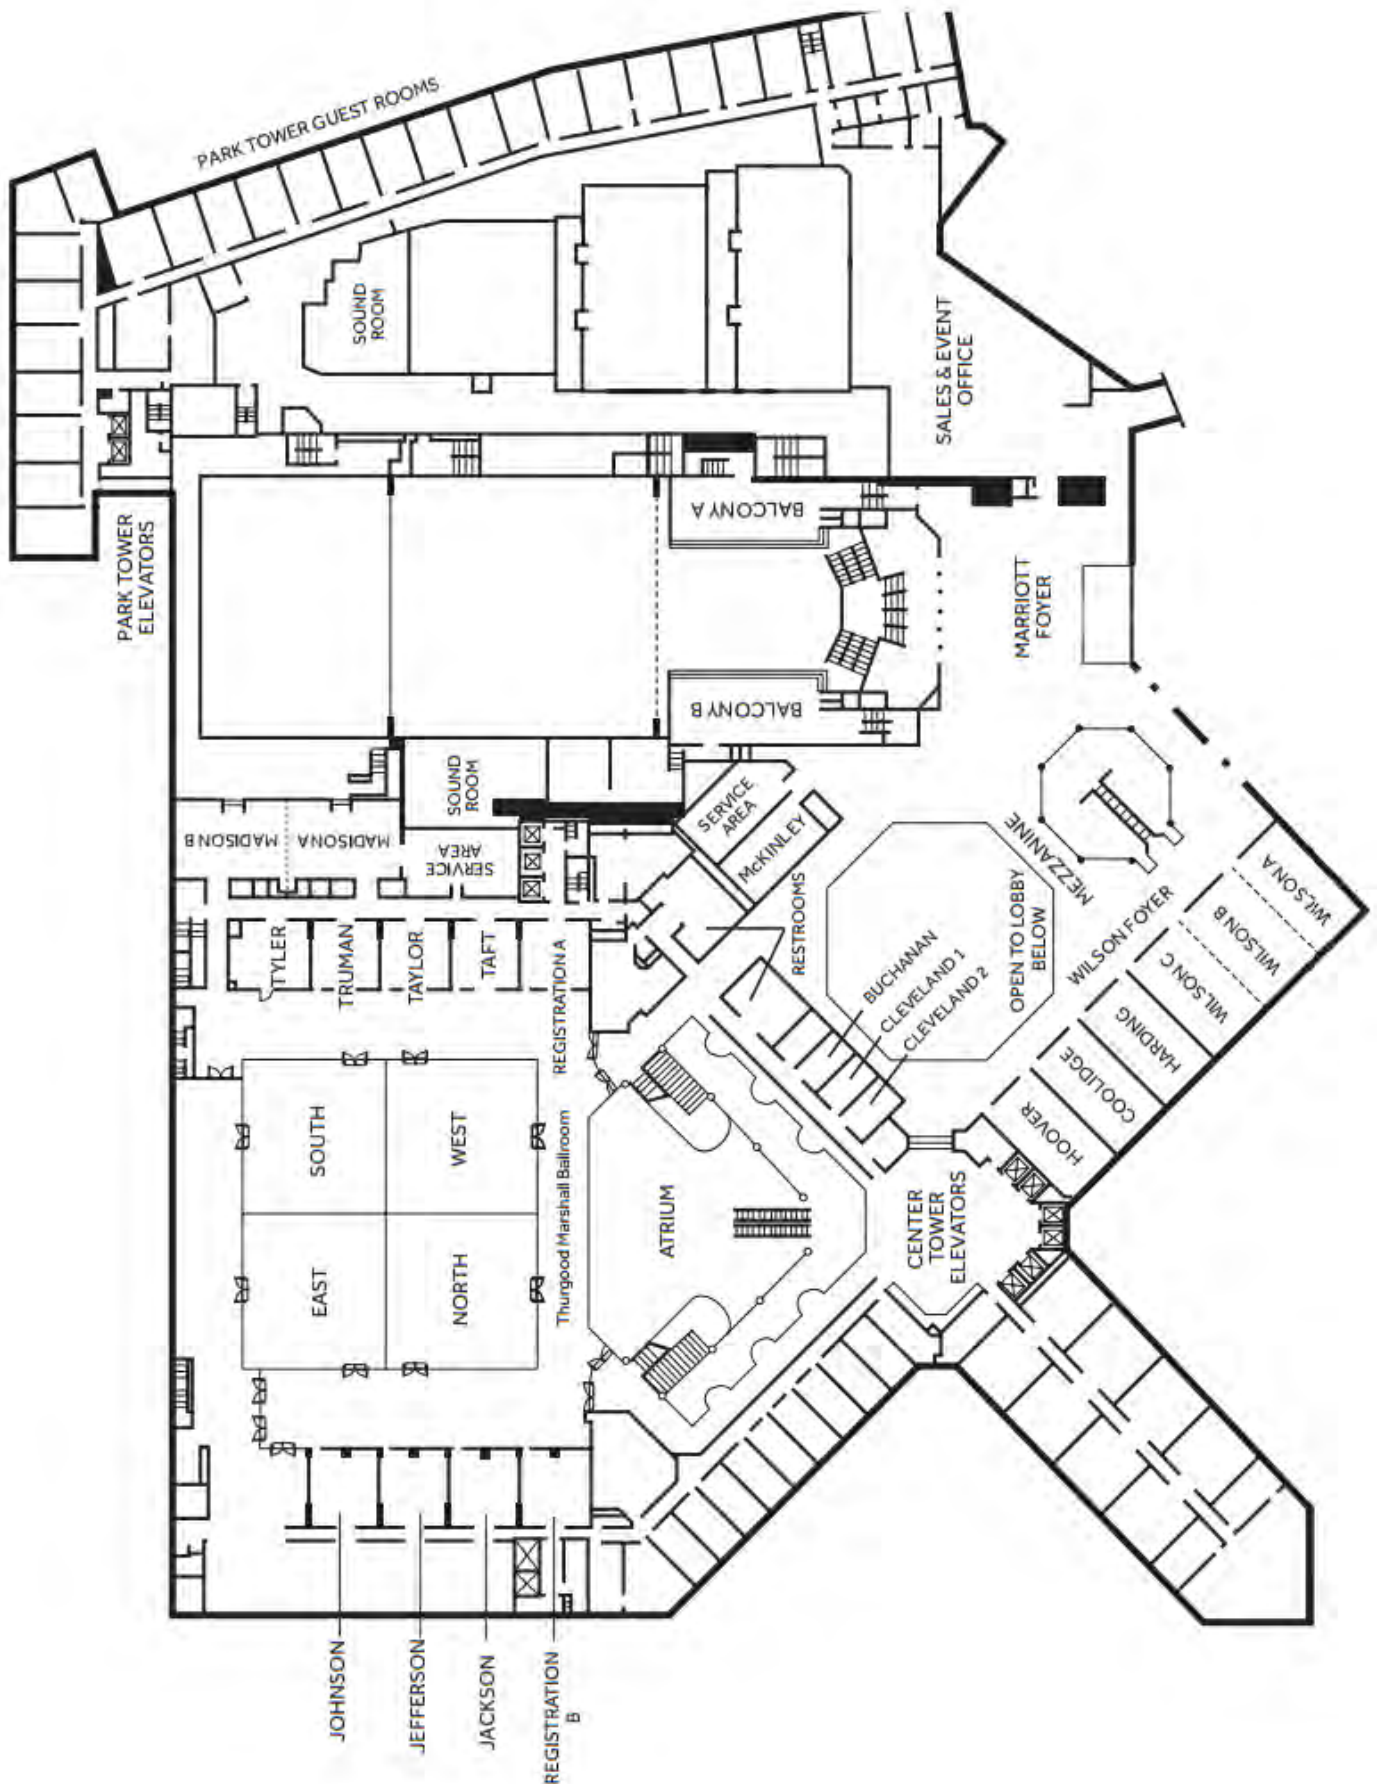 PARK TOWER GUEST ROOMS
SOUND
ROOM
SALES & EVENT
OFFICE
PARK TOWER
ELEVATORS
BALCONY A
BALCONY B
MARRIOTT
FOYER
MADISON B
MADISON A
SOUND
ROOM
SERVICE
AREA
SERVICE
AREA
McKINLEY
MEZZANINE
RESTROOMS
TYLER
TRUMAN
TAYLOR
TAFT
REGISTRATION A
BUCHANAN
CLEVELAND 1
CLEVELAND 2
OPEN TO LOBBY
BELOW
WILSON FOYER
WILSON A
WILSON B
WILSON C
HARDING
COOLIDGE
HOOVER
SOUTH
WEST
EAST
NORTH
Thurgood Marshall Ballroom
ATRIUM
CENTER
TOWER
ELEVATORS
JOHNSON
JEFFERSON
JACKSON
REGISTRATION
B